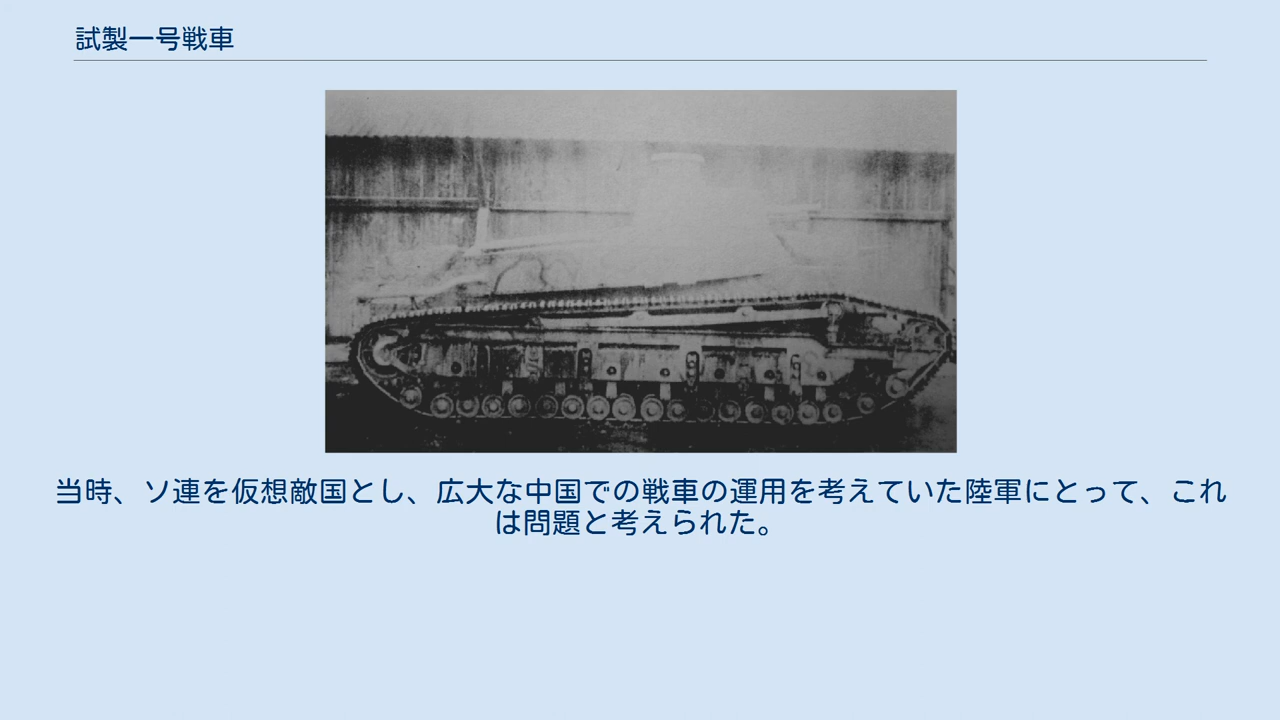 試製一号戦車
当時、ソ連を仮想敵国とし、広大な中国での戦車の運用を考えていた陸軍にとって、これ
は問題と考えられた。